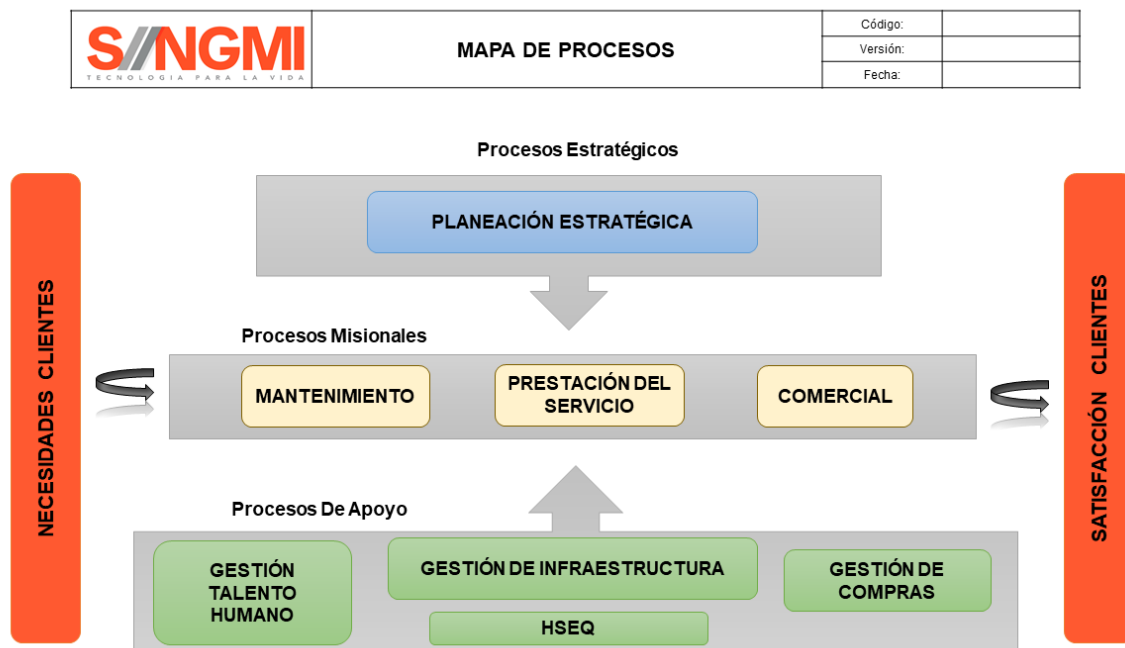 SINGMI
TECNOLOGIA PARA LA VIDA
MAPA DE PROCESOS
Código:
Versión:
Fecha:
Procesos Estratégicos
PLANEACIÓN ESTRATÉGICA
NECESIDADES CLIENTES
Procesos Misionales
MANTENIMIENTO
PRESTACIÓN DEL
SERVICIO
COMERCIAL
SATISFACCIÓN CLIENTES
Procesos De Apoyo
GESTIÓN
TALENTO
HUMANO
GESTIÓN DE INFRAESTRUCTURA
HSEQ
GESTIÓN DE
COMPRAS